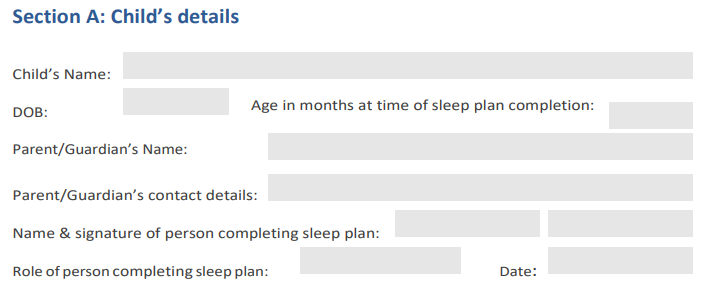 Section A: Child's details
Child's Name:
DOB: Age in months at time of sleep plan completion:
Parent/Guardian's Name:
Parent/Guardian's contact details:
Name & signature of person completing sleep plan:
Role of person completing sleep plan: Date: